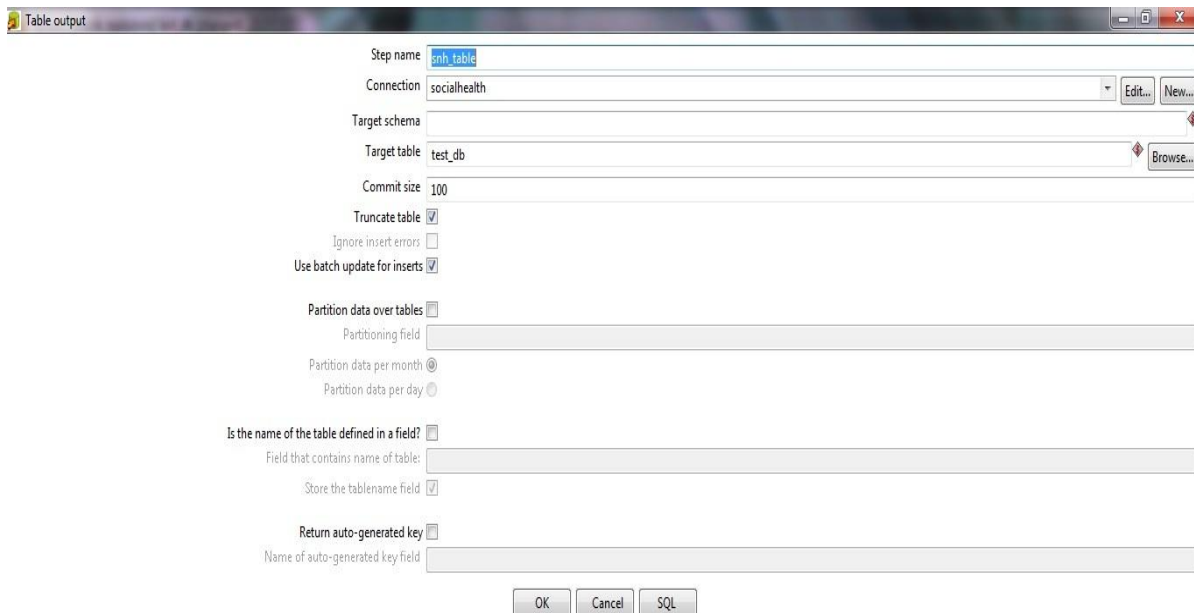 Table output
Step name snh_table
Connection socialhealth Edit... New...
Target schema
Target table test_db Browse...
Commit size 100
Truncate table
Ignore insert errors
Use batch update for inserts
Partition data over tables
Partitioning field
Partition data per month
Partition data per day
Is the name of the table defined in a field?
Field that contains name of table:
Store the tablename field
Return auto-generated key
Name of auto-generated key field
OK Cancel SQL